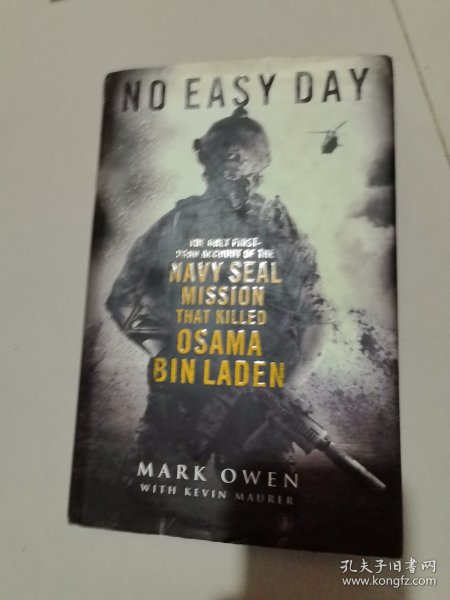 NO EASY DAY
THE ONLY FIRST-
HAND ACCOUNT OF THE
NAVY SEAL
MISSION
THAT KILLED
OSAMA
BIN LADEN
MARK OWEN
WITH KEVIN MAURER
孔夫子旧书网
www.kongfz.com